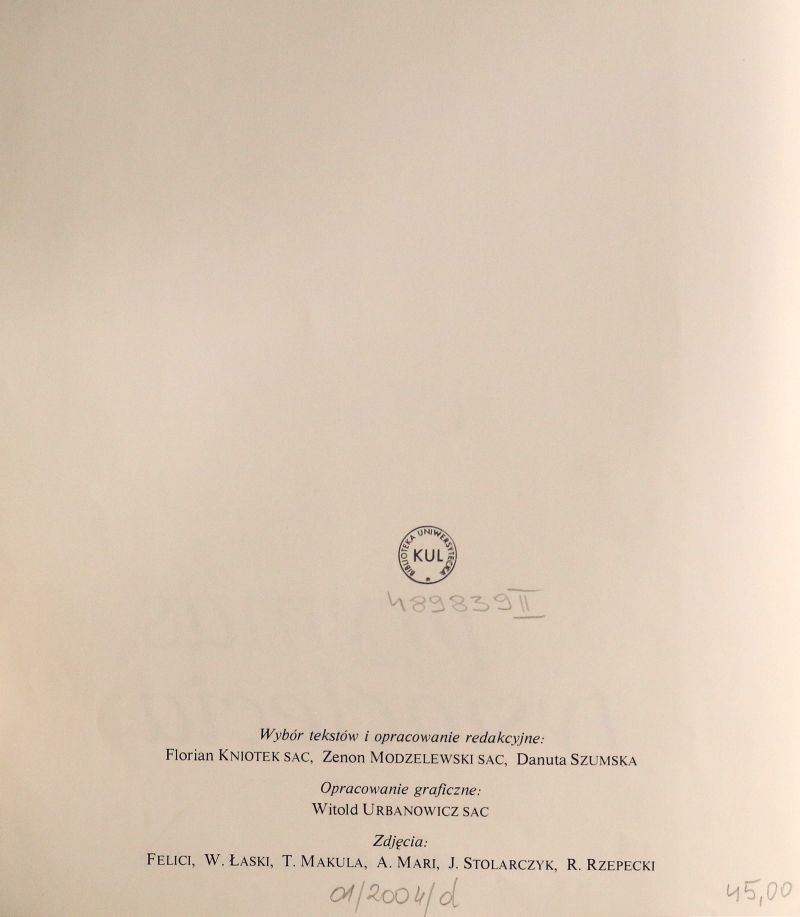 BIBLIOTEKA UNIWERSYTECKA
KUL
489839 II
Wybór tekstów i opracowanie redakcyjne:
Florian KNIOTEK SAC, Zenon MODZELEWSKI SAC, Danuta SZUMSKA
Opracowanie graficzne:
Witold URBANOWICZ SAC
Zdjęcia:
FELICI, W. ŁASKI, T. MAKULA, A. MARI, J. STOLARCZYK, R. RZEPECKI
01/2004/d
45,00